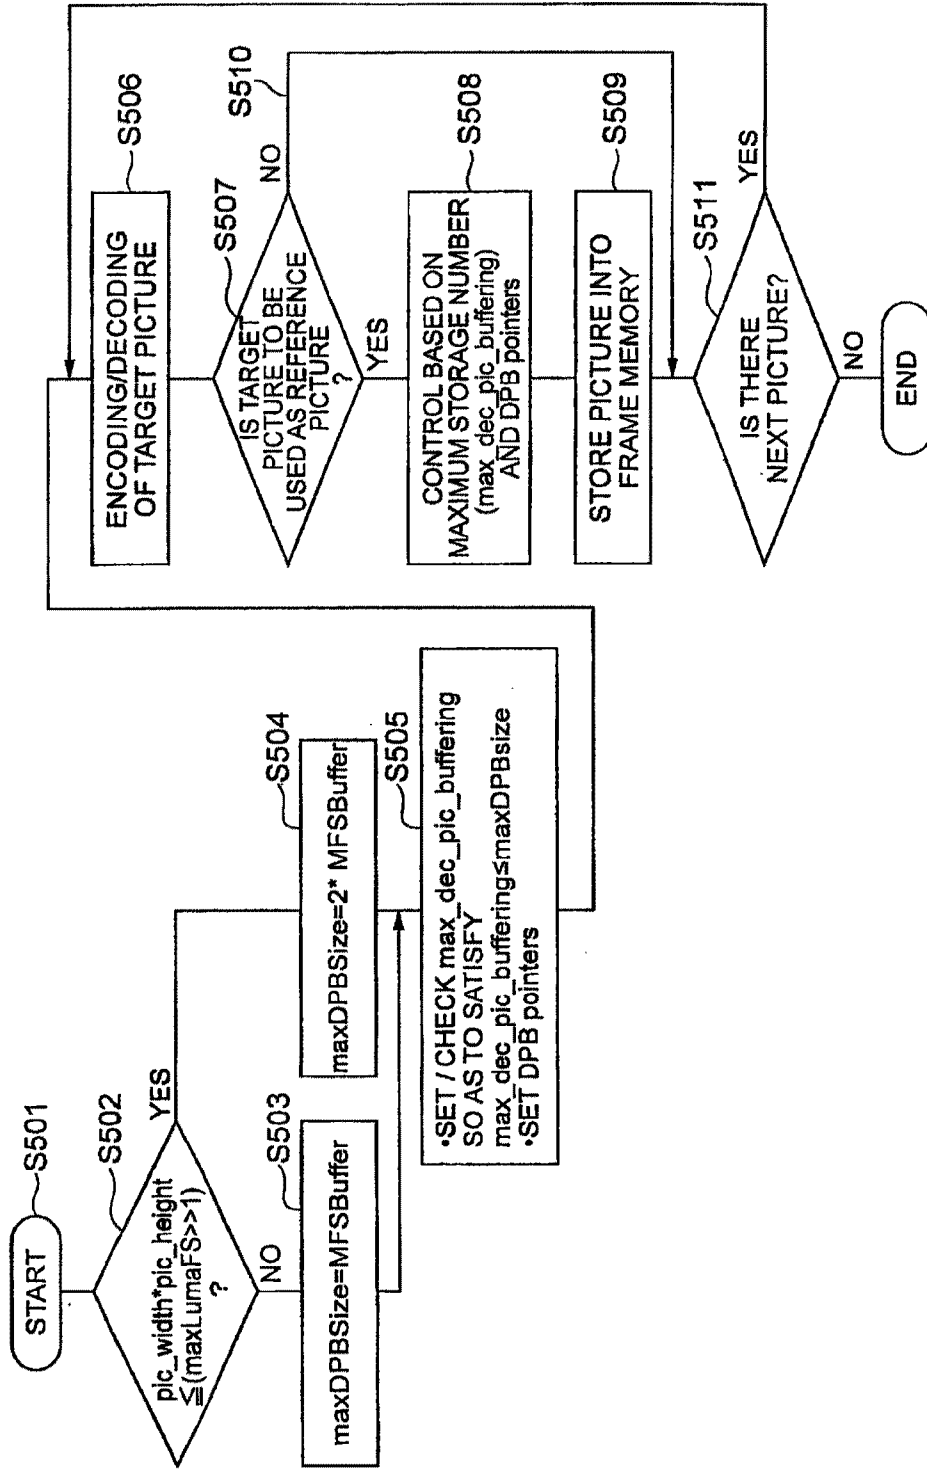 START
S501
S502
pic_width*pic_height
≦(maxLumaFS>>1)
?
YES
NO
S503
maxDPBSize=MFSBuffer
S504
maxDPBSize=2* MFSBuffer
S505
•SET / CHECK max_dec_pic_buffering
SO AS TO SATISFY
max_dec_pic_buffering≤maxDPBsize
•SET DPB pointers
S506
ENCODING/DECODING
OF TARGET PICTURE
S507
IS TARGET
PICTURE TO BE
USED AS REFERENCE
PICTURE
?
NO
S510
YES
S508
CONTROL BASED ON
MAXIMUM STORAGE NUMBER
(max_dec_pic_buffering)
AND DPB pointers
S509
STORE PICTURE INTO
FRAME MEMORY
S511
IS THERE
NEXT PICTURE?
YES
NO
END